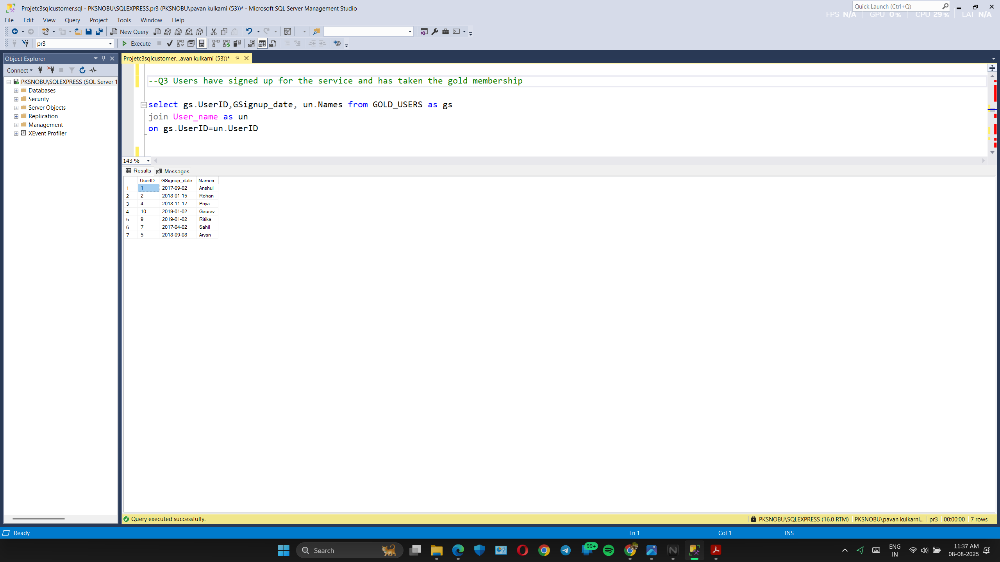 Projetc3sqlcustomer.sql - PKSNOBU\SQLEXPRESS.pr3 (PKSNOBU\pavan kulkarni (53))* - Microsoft SQL Server Management Studio
Quick Launch (Ctrl+Q)
FPS N/A GPU 0 % CPU 29 % LAT N/A
File Edit View Query Project Tools Window Help
New Query MDX DMX XMLA DAX
pr3 Execute
Object Explorer
Projetc3sqlcustomer...avan kulkarni (53))*
Connect
PKSNOBU\SQLEXPRESS (SQL Server 1
Databases
Security
Server Objects
Replication
Management
XEvent Profiler
--Q3 Users have signed up for the service and has taken the gold membership
select gs.UserID,GSignup_date, un.Names from GOLD_USERS as gs
join User_name as un
on gs.UserID=un.UserID
143 %
Results Messages
UserID GSignup_date Names
1 1 2017-09-02 Anshul
2 2 2018-01-15 Rohan
3 4 2018-11-17 Priya
4 10 2019-01-02 Gaurav
5 9 2019-01-02 Ritika
6 7 2017-04-02 Sahil
7 5 2018-09-08 Aryan
Query executed successfully.
PKSNOBU\SQLEXPRESS (16.0 RTM) PKSNOBU\pavan kulkarni... pr3 00:00:00 7 rows
Ready Ln 1 Col 1 INS
Search
99+
ENG
IN
11:37 AM
08-08-2025